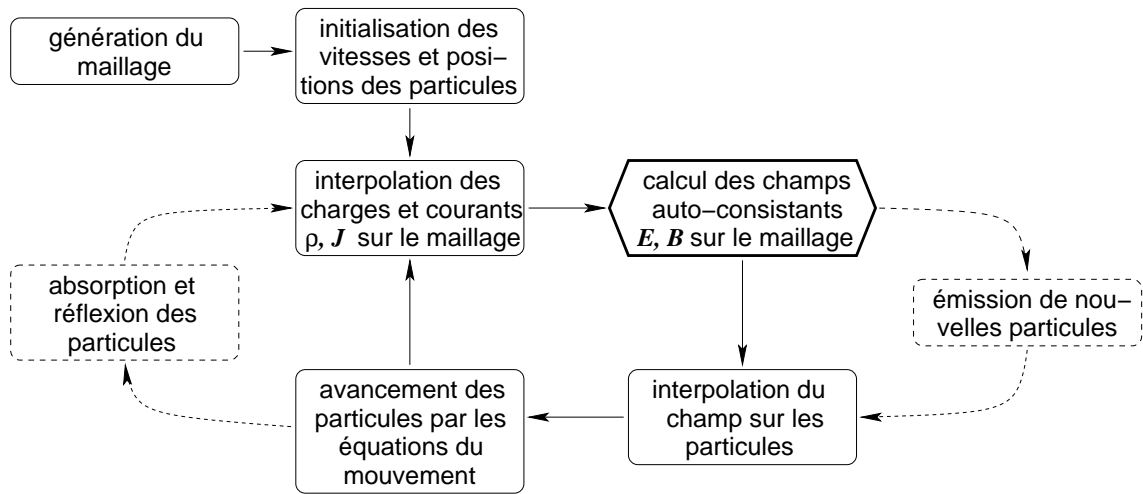 génération du
maillage
initialisation des
vitesses et posi−
tions des particules
interpolation des
charges et courants
ρ, J sur le maillage
calcul des champs
auto−consistants
E, B sur le maillage
absorption et
réflexion des
particules
émission de nou−
velles particules
avancement des
particules par les
équations du
mouvement
interpolation du
champ sur les
particules